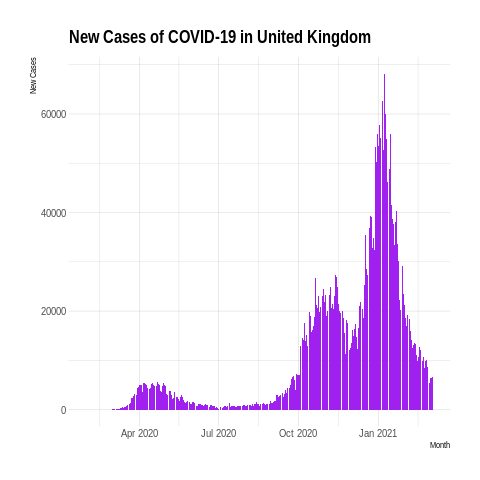 New Cases of COVID-19 in United Kingdom
New Cases
60000
40000
20000
0
Apr 2020 Jul 2020 Oct 2020 Jan 2021
Month